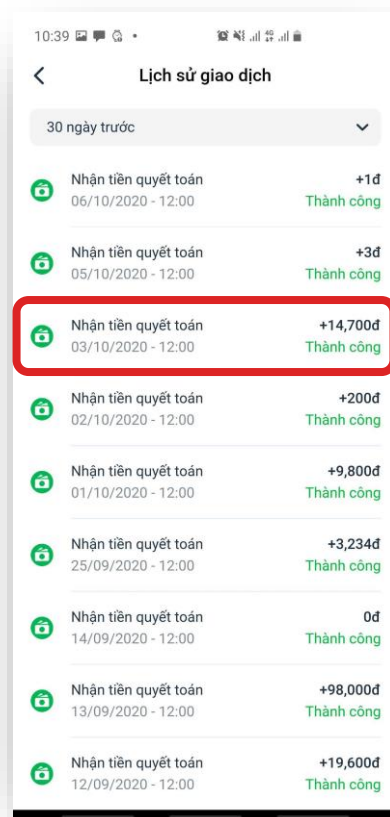 10:39
Lịch sử giao dịch
30 ngày trước
Nhận tiền quyết toán +1đ
06/10/2020 - 12:00 Thành công
Nhận tiền quyết toán +3đ
05/10/2020 - 12:00 Thành công
Nhận tiền quyết toán +14,700đ
03/10/2020 - 12:00 Thành công
Nhận tiền quyết toán +200đ
02/10/2020 - 12:00 Thành công
Nhận tiền quyết toán +9,800đ
01/10/2020 - 12:00 Thành công
Nhận tiền quyết toán +3,234đ
25/09/2020 - 12:00 Thành công
Nhận tiền quyết toán 0đ
14/09/2020 - 12:00 Thành công
Nhận tiền quyết toán +98,000đ
13/09/2020 - 12:00 Thành công
Nhận tiền quyết toán +19,600đ
12/09/2020 - 12:00 Thành công